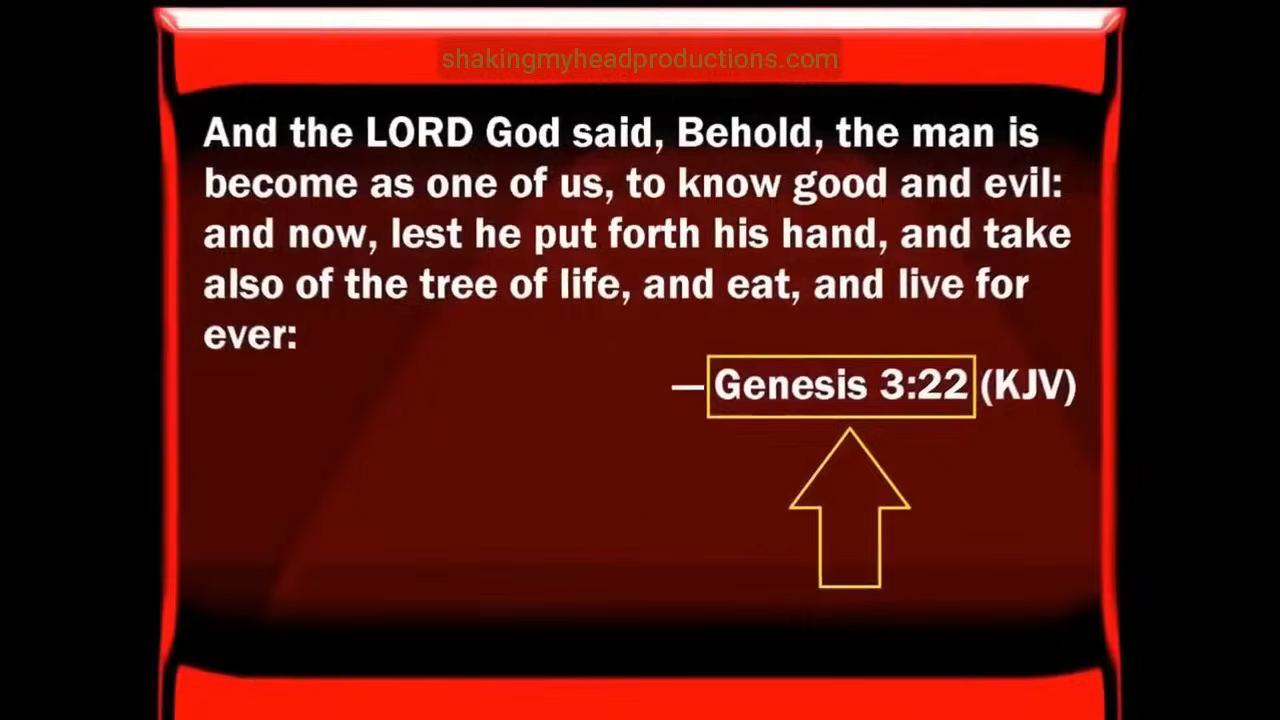 shakingmyheadproductions.com
And the LORD God said, Behold, the man is
become as one of us, to know good and evil:
and now, lest he put forth his hand, and take
also of the tree of life, and eat, and live for
ever:
—Genesis 3:22 (KJV)